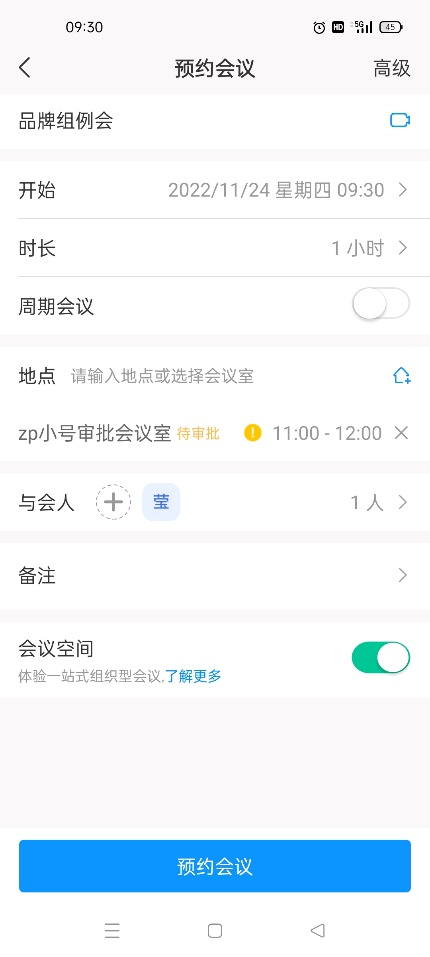 09:30
HD 5G 45
预约会议
高级
品牌组例会
开始 2022/11/24 星期四 09:30
时长 1 小时
周期会议
地点 请输入地点或选择会议室
zp小号审批会议室 待审批 11:00 - 12:00
与会人 莹 1 人
备注
会议空间
体验一站式组织型会议,了解更多
预约会议